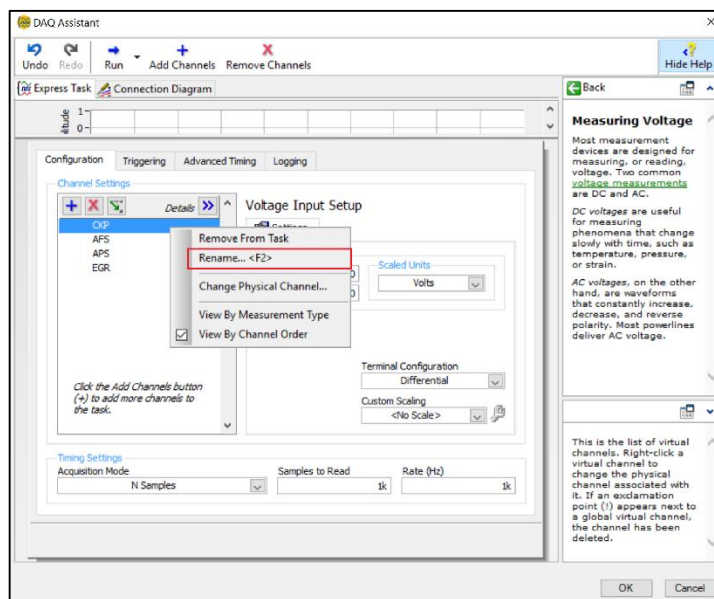 DAQ Assistant
Undo Redo Run Add Channels Remove Channels Hide Help
Express Task Connection Diagram
1
0
Configuration Triggering Advanced Timing Logging
Channel Settings
Details
CKP
AFS
APS
EGR
Click the Add Channels button
(+) to add more channels to
the task.
Voltage Input Setup
Settings
Remove From Task
Rename... <F2>
Change Physical Channel...
View By Measurement Type
View By Channel Order
0
0
Scaled Units
Volts
Terminal Configuration
Differential
Custom Scaling
<No Scale>
Timing Settings
Acquisition Mode
N Samples
Samples to Read
1k
Rate (Hz)
1k
Back
Measuring Voltage
Most measurement
devices are designed for
measuring, or reading,
voltage. Two common
voltage measurements
are DC and AC.
DC voltages are useful
for measuring
phenomena that change
slowly with time, such as
temperature, pressure,
or strain.
AC voltages, on the other
hand, are waveforms
that constantly increase,
decrease, and reverse
polarity. Most powerlines
deliver AC voltage.
This is the list of virtual
channels. Right-click a
virtual channel to
change the physical
channel associated with
it. If an exclamation
point (!) appears next to
a global virtual channel,
the channel has been
deleted.
OK Cancel